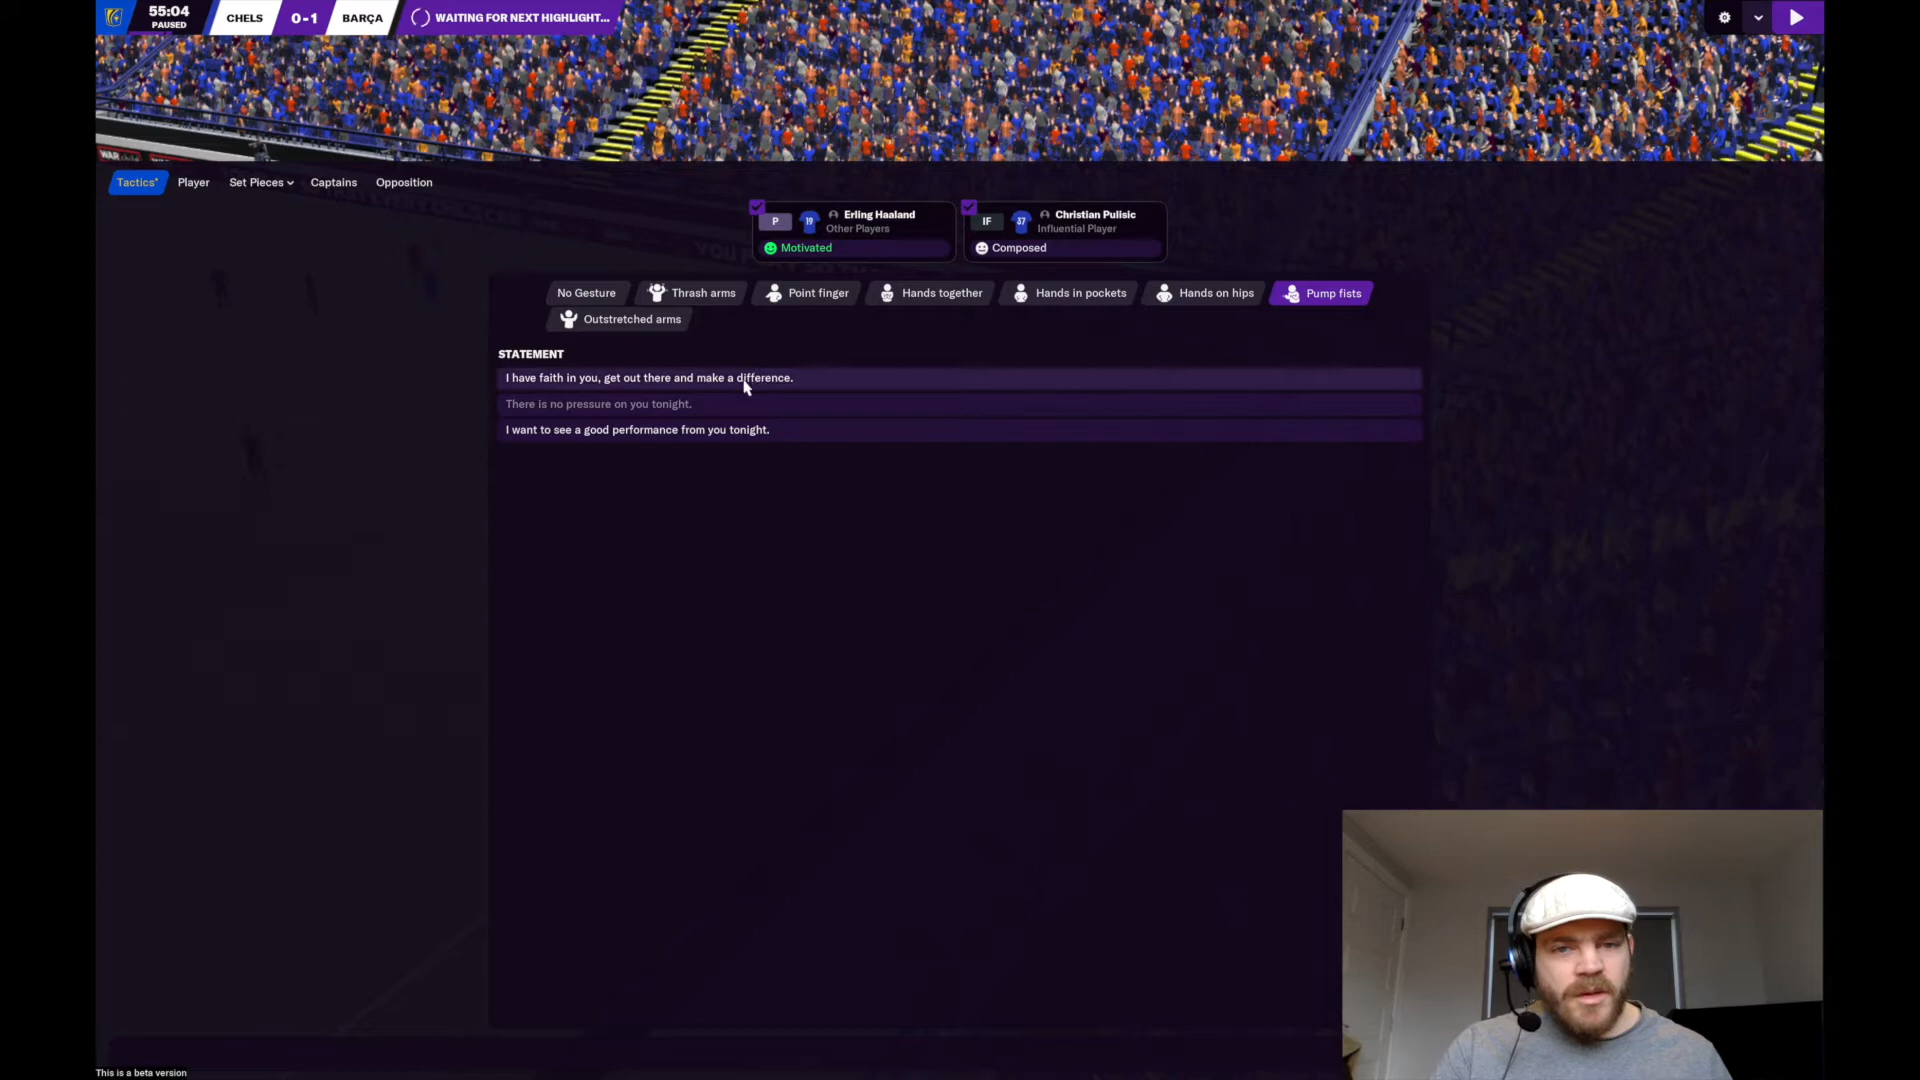 55:04
PAUSED
CHELS 0-1 BARÇA
WAITING FOR NEXT HIGHLIGHT...
Tactics* Player Set Pieces Captains Opposition
P 19 Erling Haaland
Other Players
Motivated
IF 37 Christian Pulisic
Influential Player
Composed
No Gesture Thrash arms Point finger Hands together Hands in pockets Hands on hips Pump fists
Outstretched arms
STATEMENT
I have faith in you, get out there and make a difference.
There is no pressure on you tonight.
I want to see a good performance from you tonight.
This is a beta version